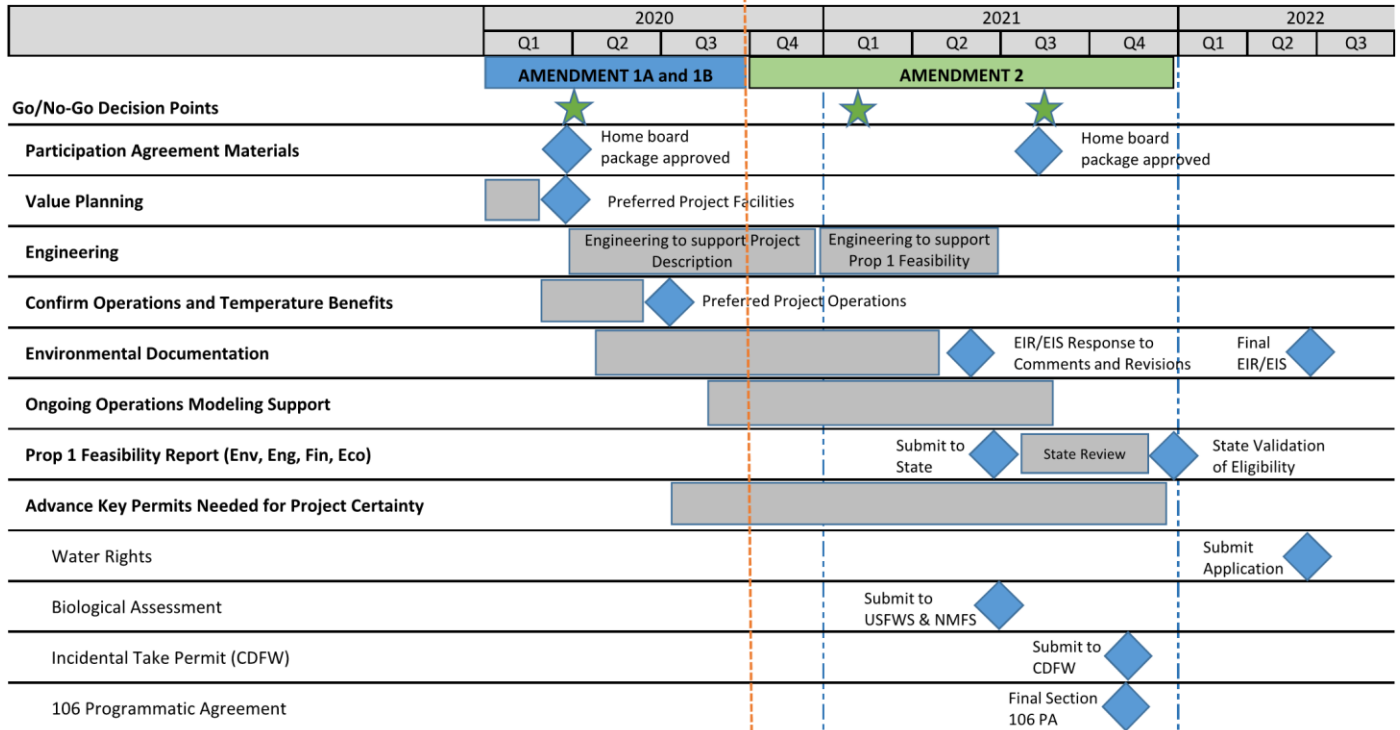 2020 2021 2022
Q1 Q2 Q3 Q4 Q1 Q2 Q3 Q4 Q1 Q2 Q3
AMENDMENT 1A and 1B AMENDMENT 2
Go/No-Go Decision Points
Participation Agreement Materials
Home board
package approved
Home board
package approved
Value Planning
Preferred Project Facilities
Engineering
Engineering to support Project
Description
Engineering to support
Prop 1 Feasibility
Confirm Operations and Temperature Benefits
Preferred Project Operations
Environmental Documentation
EIR/EIS Response to
Comments and Revisions
Final
EIR/EIS
Ongoing Operations Modeling Support
Prop 1 Feasibility Report (Env, Eng, Fin, Eco)
Submit to
State
State Review
State Validation
of Eligibility
Advance Key Permits Needed for Project Certainty
Water Rights
Submit
Application
Biological Assessment
Submit to
USFWS & NMFS
Incidental Take Permit (CDFW)
Submit to
CDFW
106 Programmatic Agreement
Final Section
106 PA